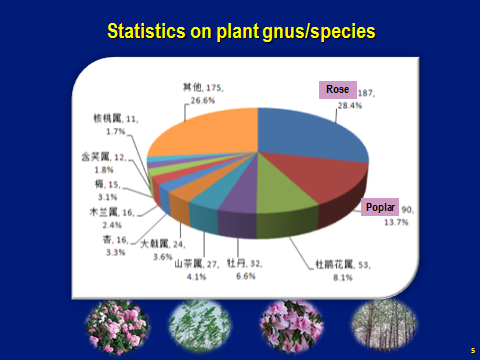 Statistics on plant gnus/species
其他, 175,
26.6%
Rose 187,
28.4%
核桃属, 11,
1.7%
含笑属, 12,
1.8%
梅, 15,
3.1%
木兰属, 16,
2.4%
杏, 16,
3.3%
大戟属, 24,
3.6%
山茶属, 27,
4.1%
牡丹, 32,
6.6%
杜鹃花属, 53,
8.1%
Poplar 90,
13.7%
5